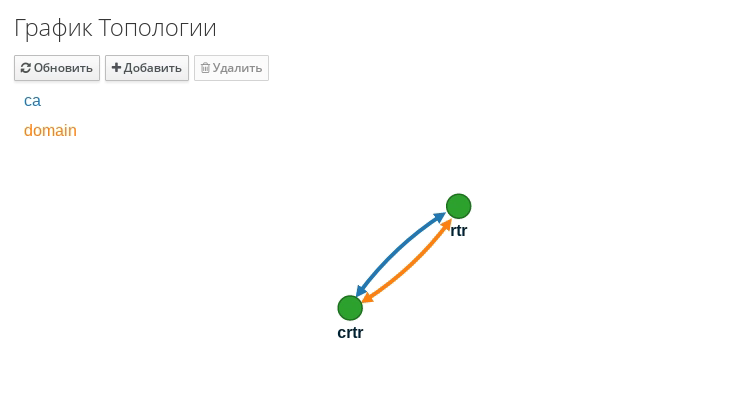 График Топологии
Обновить Добавить Удалить
ca
domain
rtr
crtr